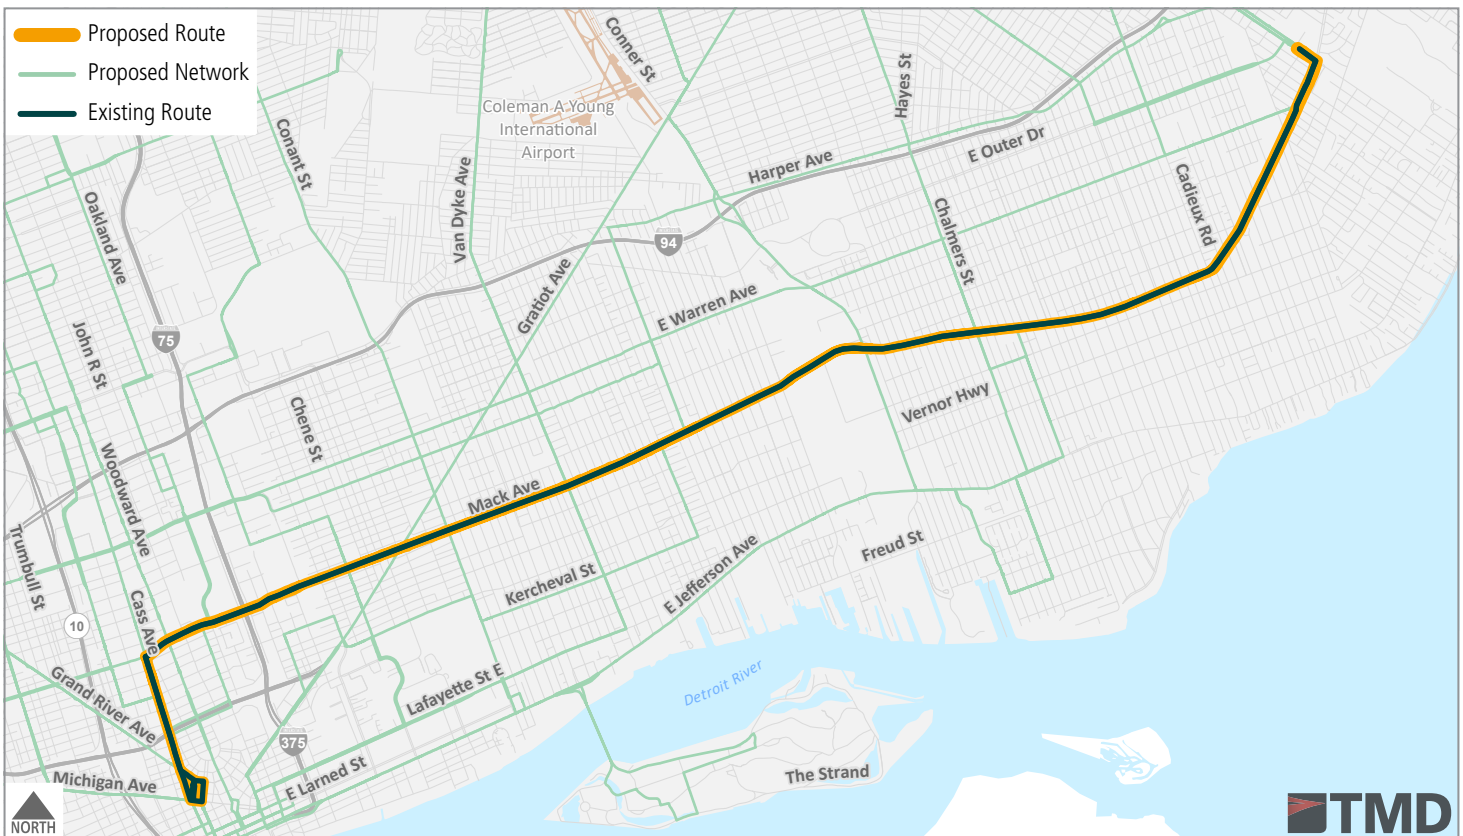 Proposed Route
Proposed Network
Existing Route
Conner St
Hayes St
Coleman A Young
International
Airport
Conant St
Van Dyke Ave
Harper Ave
E Outer Dr
Cadieux Rd
Oakland Ave
Chalmers St
94
Gratiot Ave
E Warren Ave
John R St
75
Chene St
Vernor Hwy
Woodward Ave
Mack Ave
Trumbull St
Freud St
E Jefferson Ave
Kercheval St
Cass Ave
10
Grand River Ave
Lafayette St E
Detroit River
375
Michigan Ave
E Larned St
The Strand
NORTH
TMD